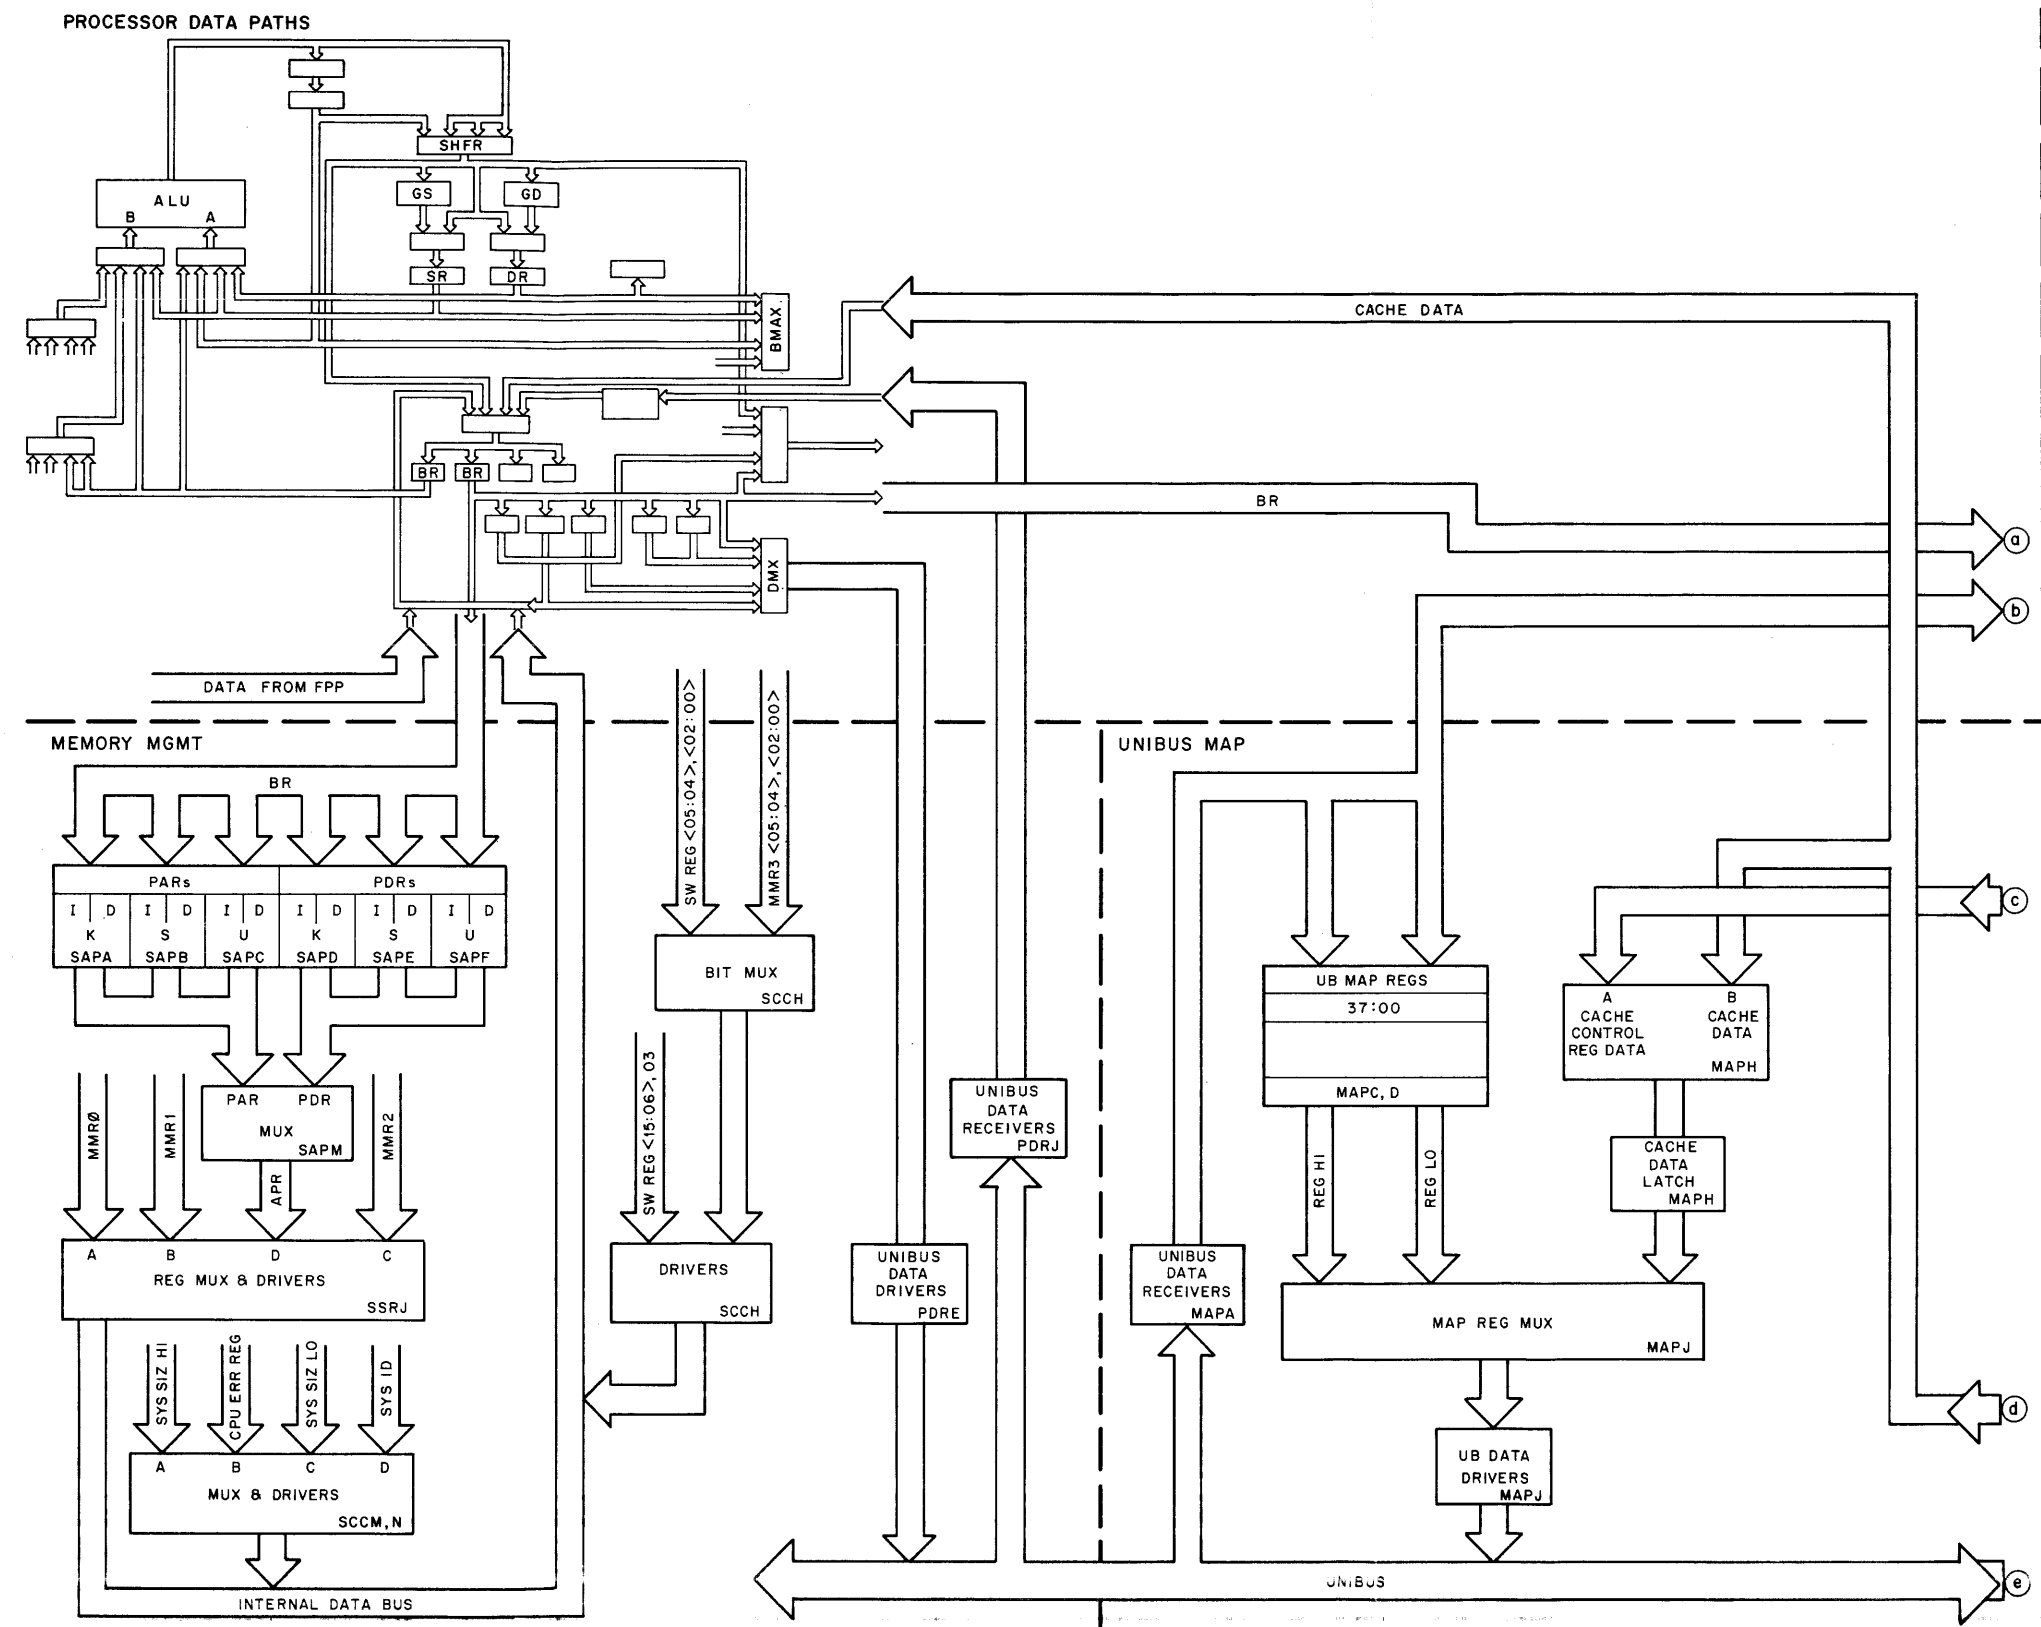 PROCESSOR DATA PATHS
SHFR
ALU
B A
GS
GD
SR
DR
BMAX
CACHE DATA
BR
BR
BR
DMX
a
b
DATA FROM FPP
MEMORY MGMT
UNIBUS MAP
BR
SW REG <05:04>,<02:00>
MMR3 <05:04>,<02:00>
PARs
PDRs
I D I D I D I D I D I D
K S U K S U
SAPA SAPB SAPC SAPD SAPE SAPF
c
BIT MUX
SCCH
UB MAP REGS
37:00
MAPC, D
A B
CACHE CONTROL REG DATA
CACHE DATA
MAPH
PAR PDR
MUX
SAPM
MMRØ
MMR1
APR
MMR2
SW REG <15:06>, 03
UNIBUS
DATA
RECEIVERS
PDRJ
REG HI
REG LO
CACHE
DATA
LATCH
MAPH
A B D C
REG MUX & DRIVERS
SSRJ
DRIVERS
SCCH
UNIBUS
DATA
DRIVERS
PDRE
UNIBUS
DATA
RECEIVERS
MAPA
MAP REG MUX
MAPJ
SYS SIZ HI
CPU ERR REG
SYS SIZ LO
SYS ID
d
A B C D
MUX & DRIVERS
SCCM, N
UB DATA
DRIVERS
MAPJ
INTERNAL DATA BUS
UNIBUS
e